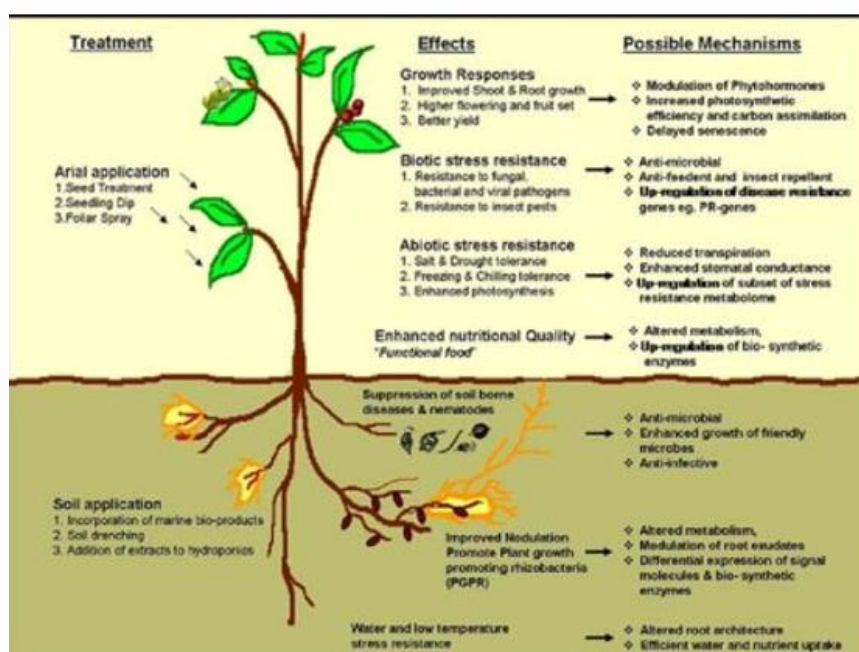 Treatment
Effects
Possible Mechanisms
Growth Responses
1. Improved Shoot & Root growth
2. Higher flowering and fruit set
3. Better yield
❖ Modulation of Phytohormones
❖ Increased photosynthetic
efficiency and carbon assimilation
❖ Delayed senescence
Arial application
1.Seed Treatment
2.Seedling Dip
3.Foliar Spray
Biotic stress resistance
1. Resistance to fungal,
bacterial and viral pathogens
2. Resistance to insect pests
❖ Anti-microbial
❖ Anti-feedent and insect repellent
❖ Up-regulation of disease resistance
genes eg. PR-genes
Abiotic stress resistance
1. Salt & Drought tolerance
2. Freezing & Chilling tolerance
3. Enhanced photosynthesis
❖ Reduced transpiration
❖ Enhanced stomatal conductance
❖ Up-regulation of subset of stress
resistance metabolome
Enhanced nutritional Quality
"Functional food"
❖ Altered metabolism,
❖ Up-regulation of bio- synthetic
enzymes
Suppression of soil borne
diseases & nematodes
❖ Anti-microbial
❖ Enhanced growth of friendly
microbes
❖ Anti-infective
Soil application
1. Incorporation of marine bio-products
2. Soil drenching
3. Addition of extracts to hydroponics
Improved Nodulation
Promote Plant growth
promoting rhizobacteria
(PGPR)
❖ Altered metabolism,
❖ Modulation of root exudates
❖ Differential expression of signal
molecules & bio- synthetic
enzymes
Water and low temperature
stress resistance
❖ Altered root architecture
❖ Efficient water and nutrient uptake